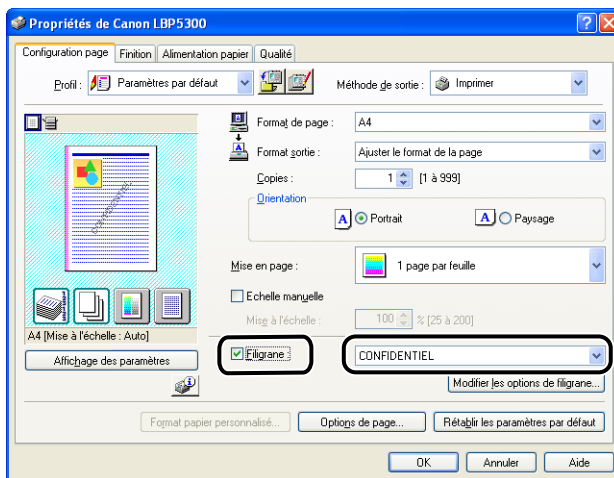 Propriétés de Canon LBP5300
Configuration page Finition Alimentation papier Qualité
Profil : Paramètres par défaut Méthode de sortie : Imprimer
Format de page : A4
Format sortie : Ajuster le format de la page
Copies : 1 [1 à 999]
Orientation
A Portrait A Paysage
Mise en page : 1 page par feuille
Echelle manuelle
Mise à l'échelle : 100 % [25 à 200]
CONFIDENTIEL
A4 [Mise à l'échelle : Auto]
Affichage des paramètres
Filigrane : CONFIDENTIEL
Modifier les options de filigrane...
Format papier personnalisé... Options de page... Rétablir les paramètres par défaut
OK Annuler Aide